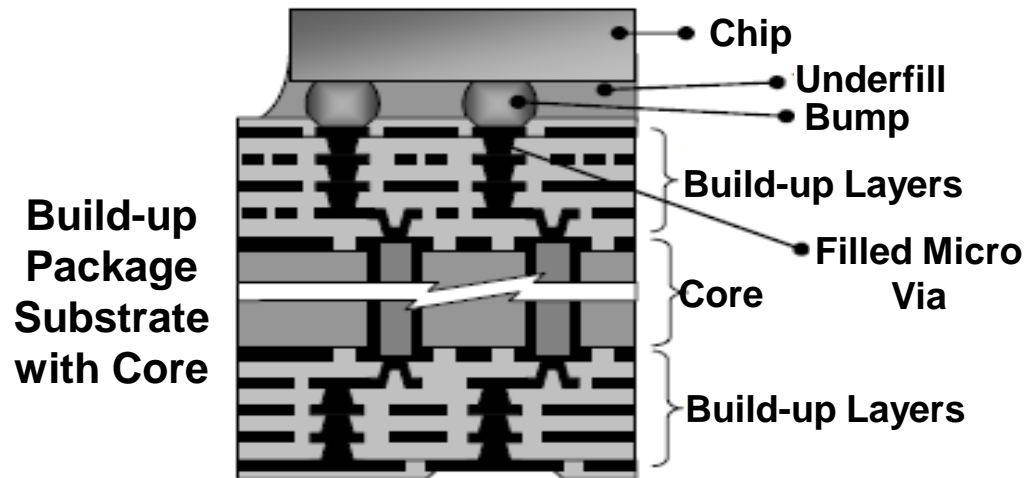 Chip
Underfill
Bump
Build-up Layers
Build-up
Package
Substrate
with Core
Filled Micro
Via
Core
Build-up Layers